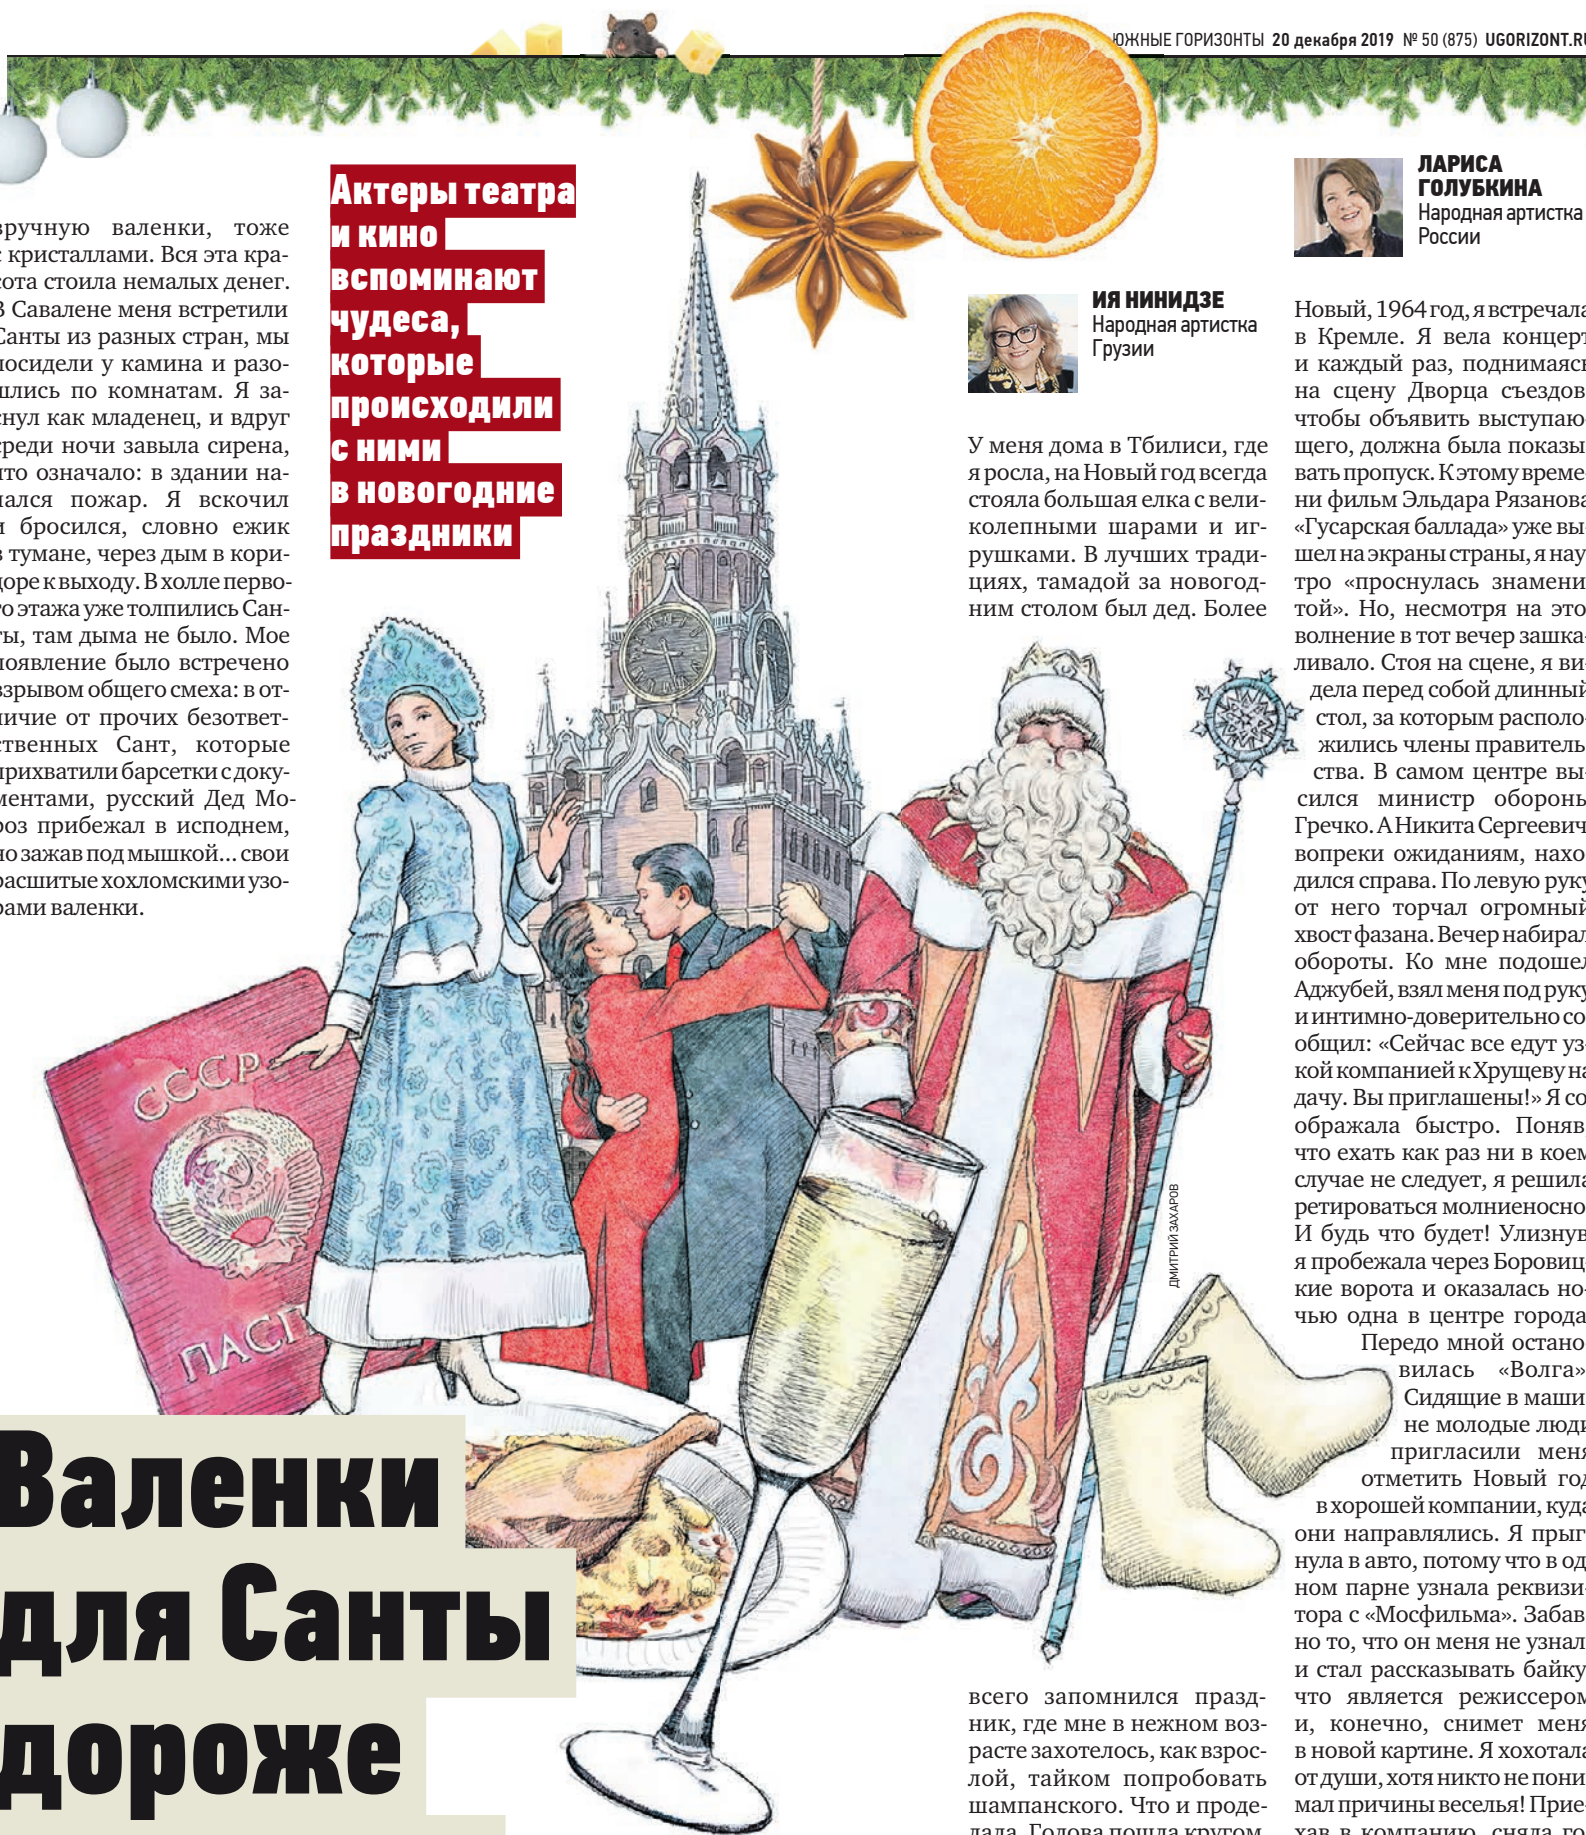 ЮЖНЫЕ ГОРИЗОНТЫ 20 декабря 2019 № 50 (875) UGORIZONT.RU
вручную валенки, тоже
с кристаллами. Вся эта кра-
сота стоила немалых денег.
В Савалене меня встретили
Санты из разных стран, мы
посидели у камина и разо-
шлись по комнатам. Я за-
снул как младенец, и вдруг
среди ночи завыла сирена,
что означало: в здании на-
чался пожар. Я вскочил
и бросился, словно ежик
в тумане, через дым в кори-
доре к выходу. В холле перво-
го этажа уже толпились Сан-
ты, там дыма не было. Мое
появление было встречено
взрывом общего смеха: в от-
личие от прочих безответ-
ственных Сант, которые
прихватили барсетки с доку-
ментами, русский Дед Мо-
роз прибежал в исподнем,
но зажав под мышкой... свои
расшитые хохломскими узо-
рами валенки.
Актеры театра
и кино
вспоминают
чудеса,
которые
происходили
с ними
в новогодние
праздники
СССР
ПАСП
Валенки
для Санты
дороже
ИЯ НИНИДЗЕ
Народная артистка
Грузии
У меня дома в Тбилиси, где
я росла, на Новый год всегда
стояла большая елка с вели-
колепными шарами и иг-
рушками. В лучших тради-
циях, тамадой за новогод-
ним столом был дед. Более
всего запомнился празд-
ник, где мне в нежном воз-
расте захотелось, как взрос-
лой, тайком попробовать
шампанского. Что и проде-
лала. Голова пошла кругом,
ДМИТРИЙ ЗАХАРОВ
ЛАРИСА
ГОЛУБКИНА
Народная артистка
России
Новый, 1964 год, я встречала
в Кремле. Я вела концерт
и каждый раз, поднимаясь
на сцену Дворца съездов,
чтобы объявить выступаю-
щего, должна была показы-
вать пропуск. К этому време-
ни фильм Эльдара Рязанова
«Гусарская баллада» уже вы-
шел на экраны страны, я нау-
тро «проснулась знамени-
той». Но, несмотря на это,
волнение в тот вечер зашка-
ливало. Стоя на сцене, я ви-
дела перед собой длинный
стол, за которым располо-
жились члены правитель-
ства. В самом центре вы-
сился министр обороны
Гречко. А Никита Сергеевич,
вопреки ожиданиям, нахо-
дился справа. По левую руку
от него торчал огромный
хвост фазана. Вечер набирал
обороты. Ко мне подошел
Аджубей, взял меня под руку
и интимно-доверительно со-
общил: «Сейчас все едут уз-
кой компанией к Хрущеву на
дачу. Вы приглашены!» Я со-
ображала быстро. Поняв,
что ехать как раз ни в коем
случае не следует, я решила
ретироваться молниеносно.
И будь что будет! Улизнув,
я пробежала через Боровиц-
кие ворота и оказалась но-
чью одна в центре города.
Передо мной остано-
вилась «Волга».
Сидящие в маши-
не молодые люди
пригласили меня
отметить Новый год
в хорошей компании, куда
они направлялись. Я прыг-
нула в авто, потому что в од-
ном парне узнала реквизи-
тора с «Мосфильма». Забав-
но то, что он меня не узнал
и стал рассказывать байку,
что является режиссером
и, конечно, снимет меня
в новой картине. Я хохотала
от души, хотя никто не пони-
мал причины веселья! Прие-
хав в компанию, сняла го-